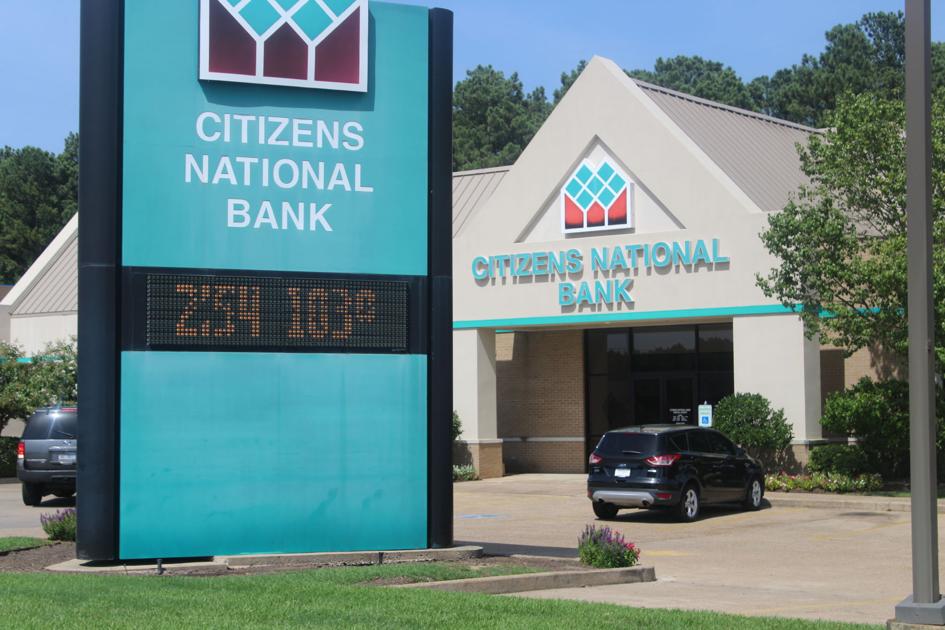 CITIZENS
NATIONAL
BANK
2:54 103°
CITIZENS NATIONAL
BANK